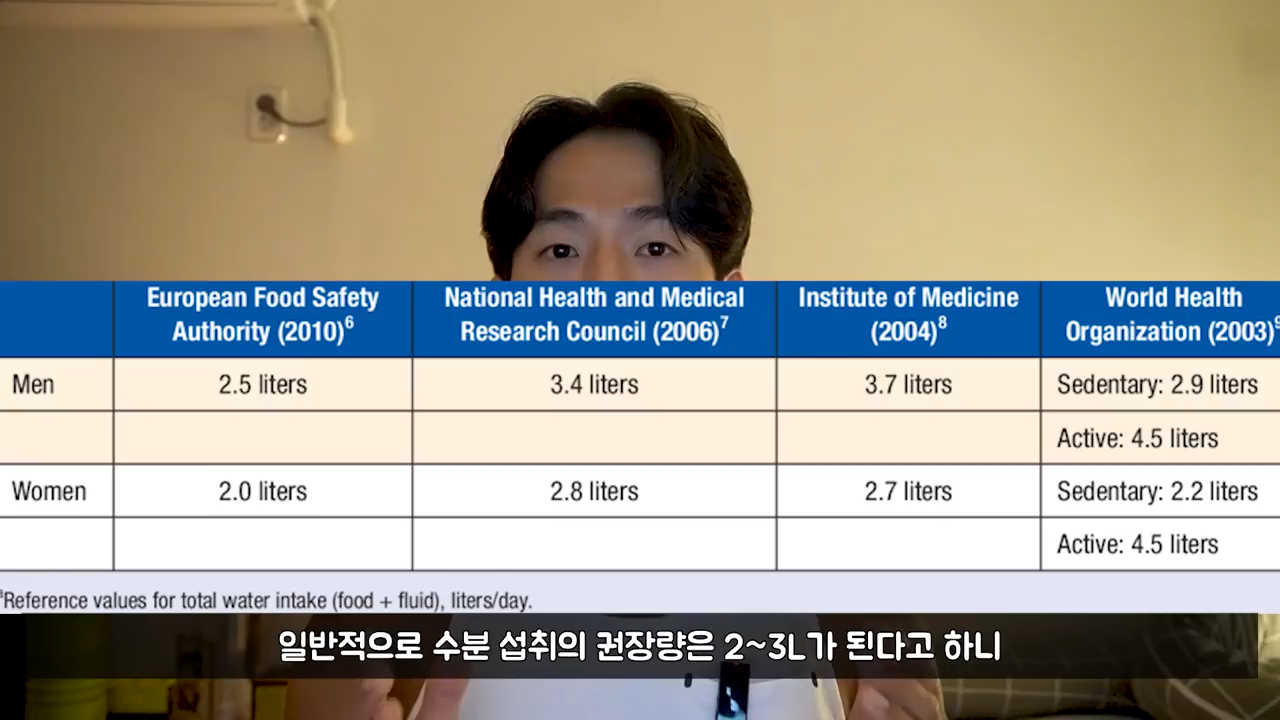 European Food Safety
Authority (2010)6
National Health and Medical
Research Council (2006)7
Institute of Medicine
(2004)8
World Health
Organization (2003)9
Men
2.5 liters
3.4 liters
3.7 liters
Sedentary: 2.9 liters
Active: 4.5 liters
Women
2.0 liters
2.8 liters
2.7 liters
Sedentary: 2.2 liters
Active: 4.5 liters
aReference values for total water intake (food + fluid), liters/day.
일반적으로 수분 섭취의 권장량은 2~3L가 된다고 하니